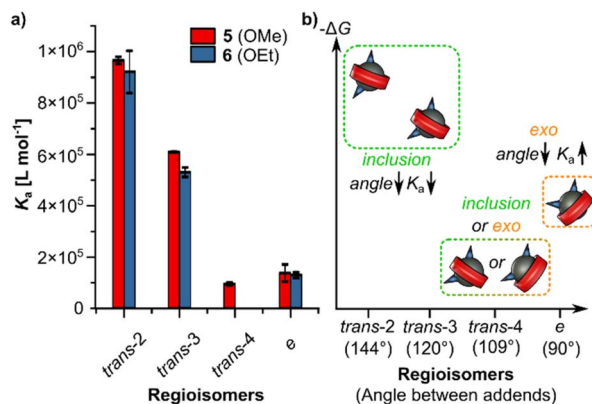 a)
5 (OMe)
6 (OEt)
1×10⁶
8×10⁵
6×10⁵
4×10⁵
2×10⁵
0
Kₐ [L mol⁻¹]
trans-2
trans-3
trans-4
e
Regioisomers
b)
-ΔG
inclusion
angle ↓ Kₐ ↓
exo
angle ↓ Kₐ ↑
inclusion
or exo
or
trans-2 trans-3 trans-4 e
(144°) (120°) (109°) (90°)
Regioisomers
(Angle between addends)